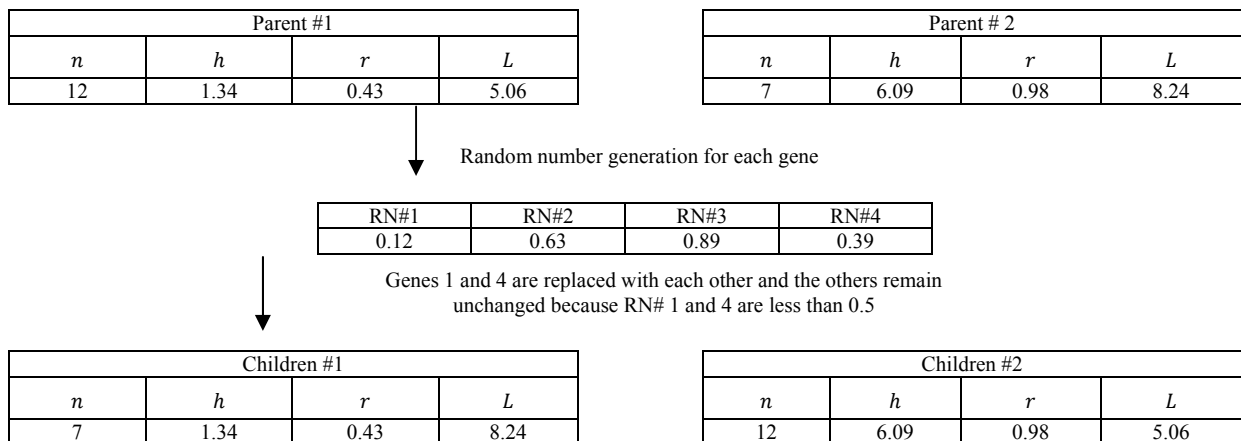 Parent #1
n h r L
12 1.34 0.43 5.06
Parent # 2
n h r L
7 6.09 0.98 8.24
Random number generation for each gene
RN#1 RN#2 RN#3 RN#4
0.12 0.63 0.89 0.39
Genes 1 and 4 are replaced with each other and the others remain
unchanged because RN# 1 and 4 are less than 0.5
Children #1
n h r L
7 1.34 0.43 8.24
Children #2
n h r L
12 6.09 0.98 5.06